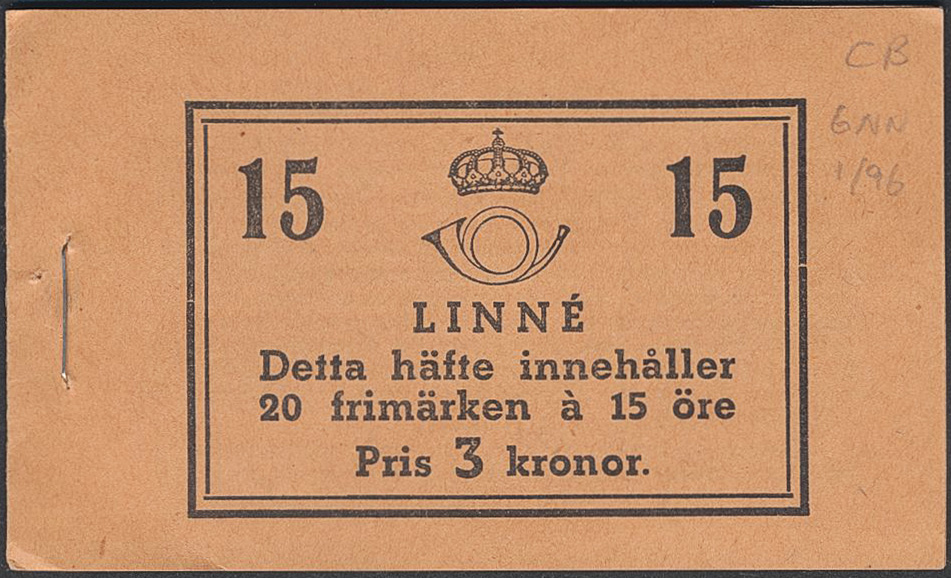 CB
6NN
1/96
15 15
LINNÉ
Detta häfte innehåller
20 frimärken à 15 öre
Pris 3 kronor.